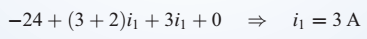 −24 + (3 + 2)i₁ + 3i₁ + 0 ⇒ i₁ = 3 A